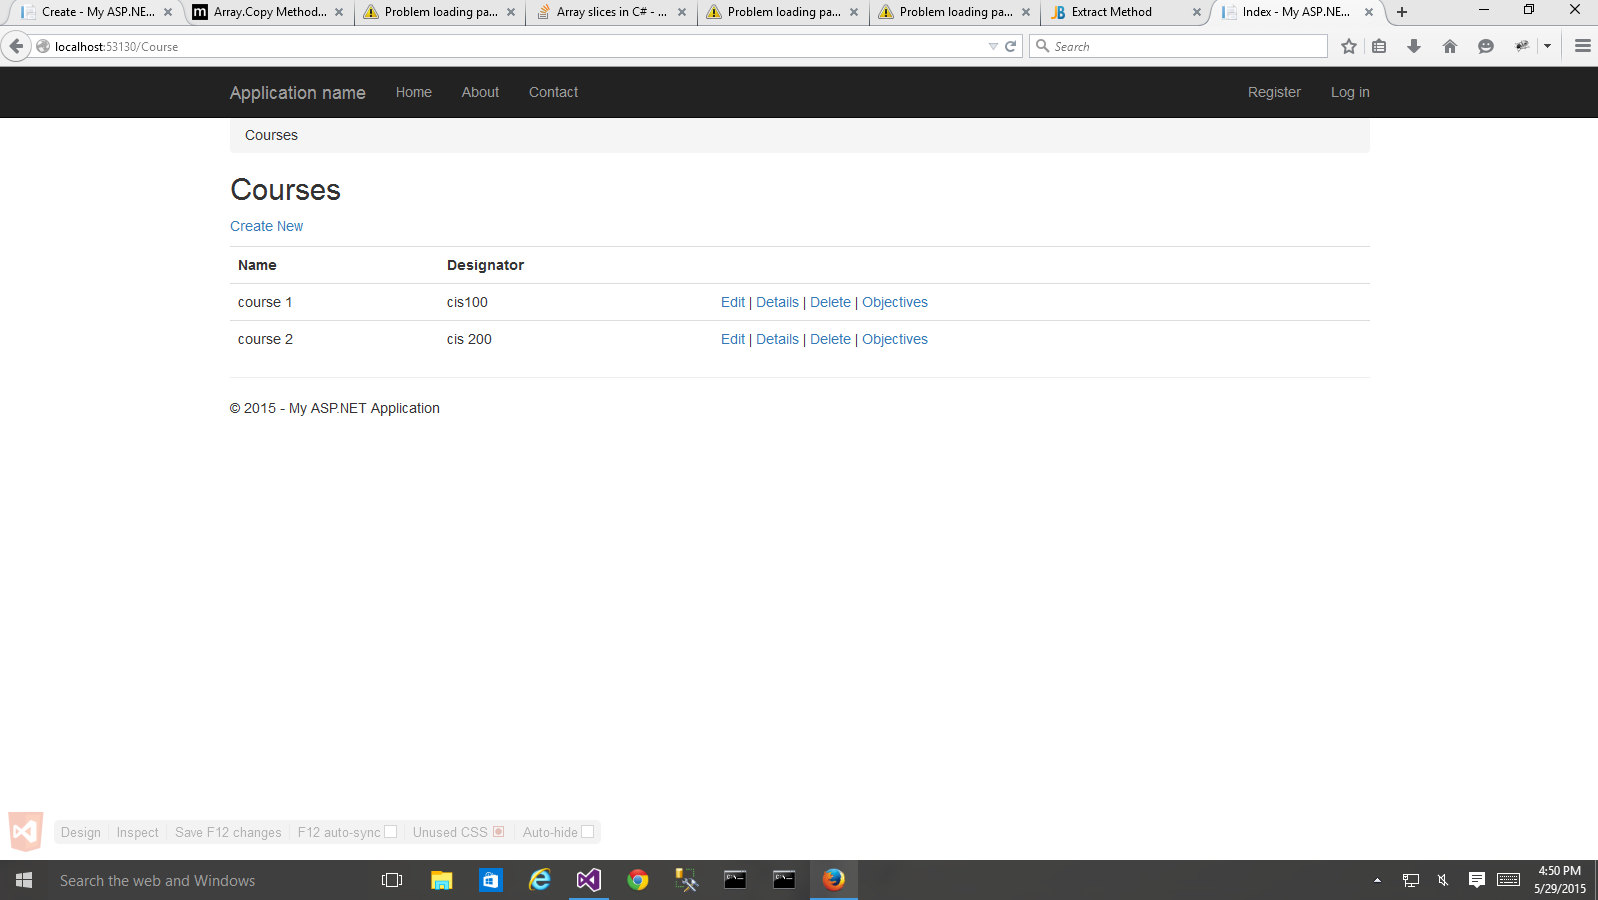 Create - My ASP.NE...
Array.Copy Method...
Problem loading pa...
Array slices in C# - ...
Problem loading pa...
Problem loading pa...
Extract Method
Index - My ASP.NE...
localhost:53130/Course
Search
Application name
Home
About
Contact
Register
Log in
Courses
Courses
Create New
Name Designator
course 1 cis100 Edit | Details | Delete | Objectives
course 2 cis 200 Edit | Details | Delete | Objectives
© 2015 - My ASP.NET Application
Design
Inspect
Save F12 changes
F12 auto-sync
Unused CSS
Auto-hide
Search the web and Windows
4:50 PM
5/29/2015